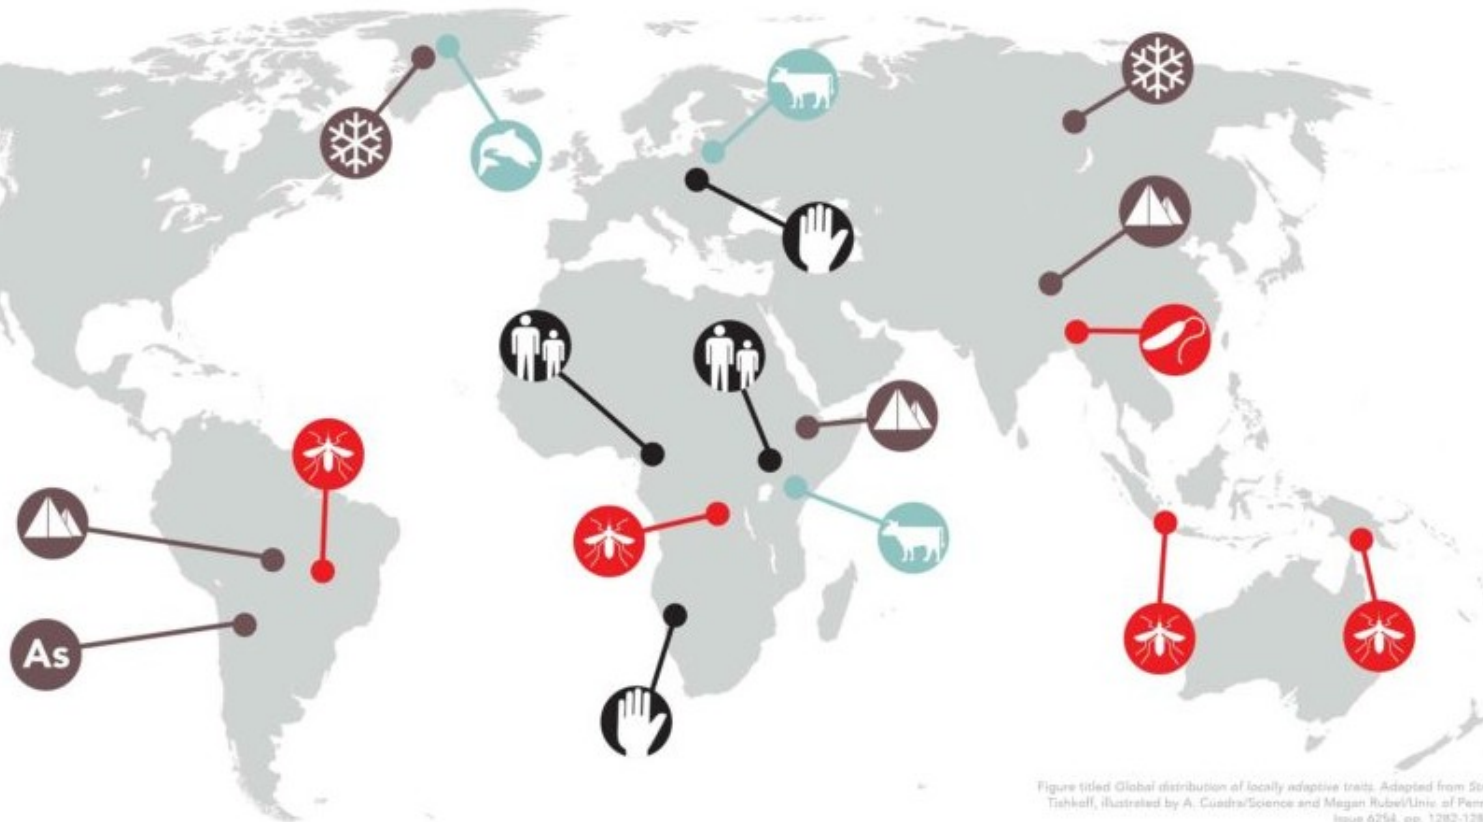 As
Figure titled Global distribution of locally adaptive traits. Adapted from
Tishkoff, illustrated by A. Cuadra/Science and Megan Rubel/Univ. of
Issue 6254, pp.